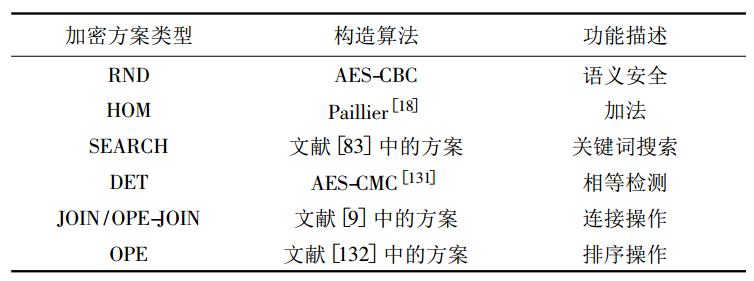 加密方案类型 构造算法 功能描述
RND AES-CBC 语义安全
HOM Paillier[18] 加法
SEARCH 文献[83]中的方案 关键词搜索
DET AES-CMC[131] 相等检测
JOIN/OPE-JOIN 文献[9]中的方案 连接操作
OPE 文献[132]中的方案 排序操作